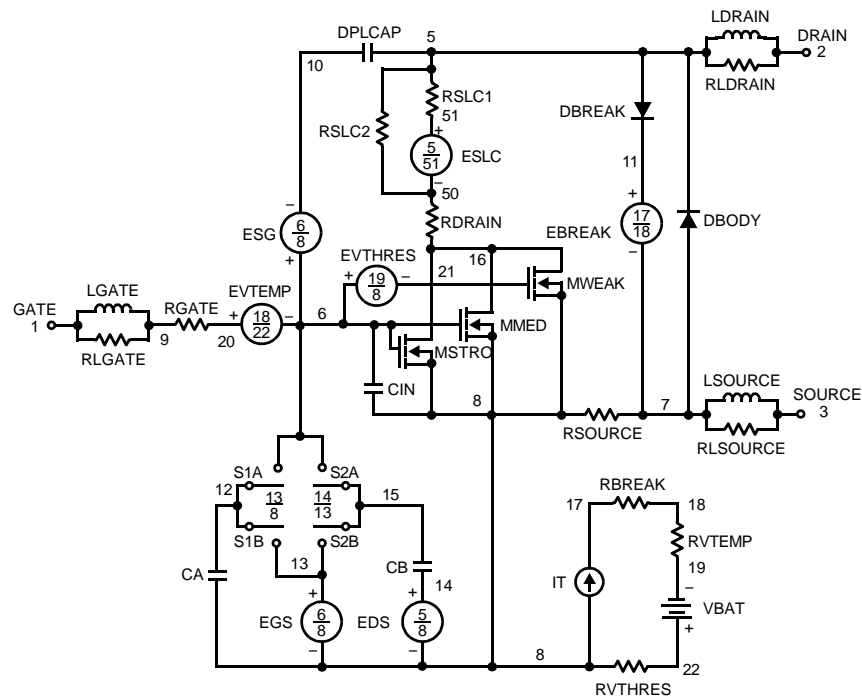 LDRAIN
DPLCAP 5 DRAIN
10 2
RLDRAIN
RSLC1
51 DBREAK
RSLC2 +
5
51 ESLC 11
−
50 +
− 17
18 DBODY
6
8 RDRAIN EBREAK
ESG −
+ EVTHRES 16
+ 19
8 − 21 MWEAK
LGATE EVTEMP
GATE RGATE + 18
22 − 6 MMED
1 9 20
RLGATE MSTRO
CIN LSOURCE
8 7 SOURCE
3
RSOURCE
RLSOURCE
S1A S2A
12 13
8 14
13 15 RBREAK
17 18
S1B S2B RVTEMP
13 CB 19
CA 14 IT −
+ + VBAT
EGS 6
8 EDS 5
8 +
− − 8 22
RVTHRES